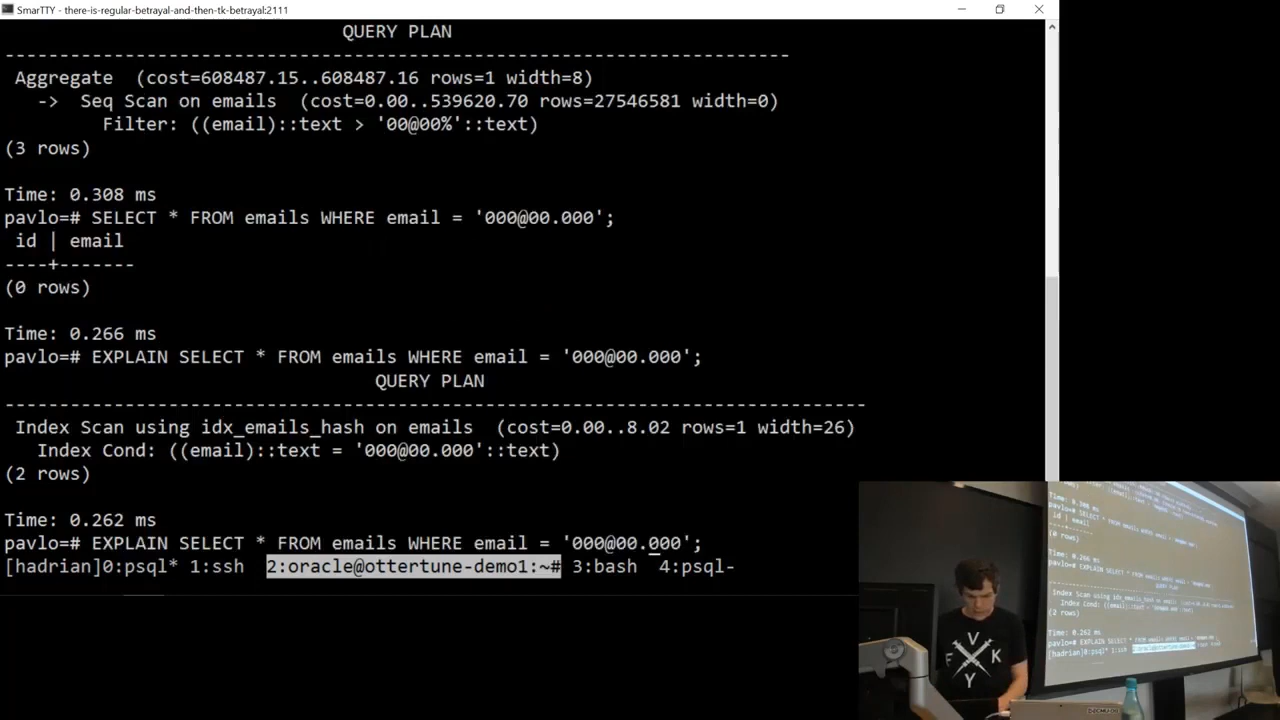 SmarTTY - there-is-regular-betrayal-and-then-tk-betrayal:2111
QUERY PLAN
-------------------------------------------------------------------------------------
Aggregate  (cost=608487.15..608487.16 rows=1 width=8)
->  Seq Scan on emails  (cost=0.00..539620.70 rows=27546581 width=0)
Filter: ((email)::text > '00@00%'::text)
(3 rows)
Time: 0.308 ms
pavlo=# SELECT * FROM emails WHERE email = '000@00.000';
id | email
----+-------
(0 rows)
Time: 0.266 ms
pavlo=# EXPLAIN SELECT * FROM emails WHERE email = '000@00.000';
QUERY PLAN
-------------------------------------------------------------------------------
Index Scan using idx_emails_hash on emails  (cost=0.00..8.02 rows=1 width=26)
Index Cond: ((email)::text = '000@00.000'::text)
(2 rows)
Time: 0.262 ms
pavlo=# EXPLAIN SELECT * FROM emails WHERE email = '000@00.000';
[hadrian]0:psql* 1:ssh  2:oracle@ottertune-demo1:~# 3:bash  4:psql-
V
F K
Y